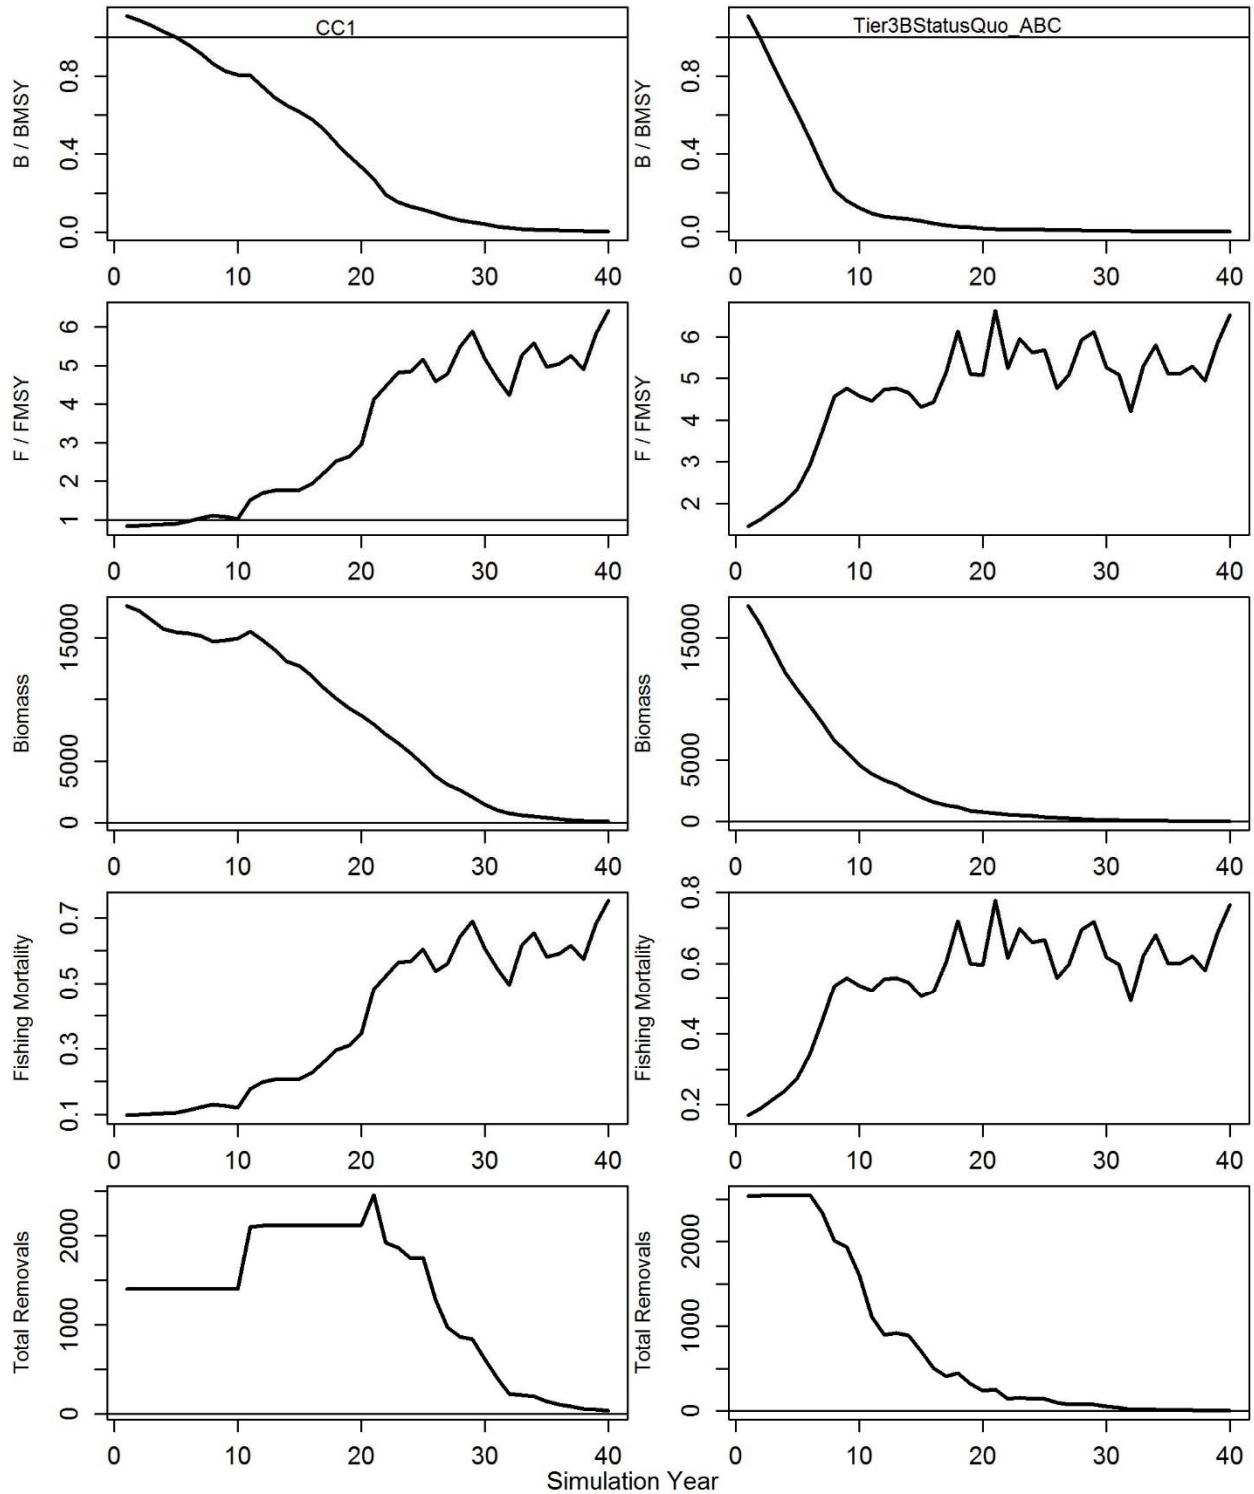 CC1
Tier3BStatusQuo_ABC
B / BMSY
0.0 0.4 0.8
0 10 20 30 40
B / BMSY
0.0 0.4 0.8
0 10 20 30 40
F / FMSY
1 2 3 4 5 6
0 10 20 30 40
F / FMSY
2 3 4 5 6
0 10 20 30 40
Biomass
0 5000 15000
0 10 20 30 40
Biomass
0 5000 15000
0 10 20 30 40
Fishing Mortality
0.1 0.3 0.5 0.7
0 10 20 30 40
Fishing Mortality
0.2 0.4 0.6 0.8
0 10 20 30 40
Total Removals
0 1000 2000
0 10 20 30 40
Total Removals
0 1000 2000
0 10 20 30 40
Simulation Year